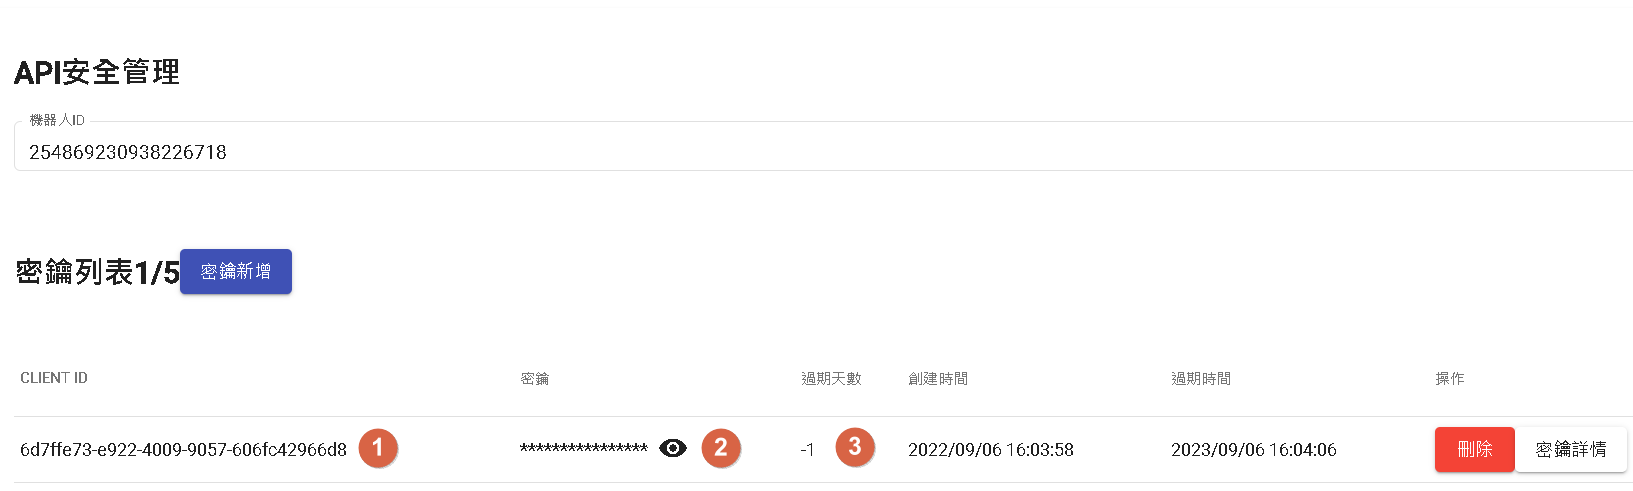 API安全管理
機器人ID
254869230938226718
密鑰列表1/5 密鑰新增
CLIENT ID 密鑰 過期天數 創建時間 過期時間 操作
6d7ffe73-e922-4009-9057-606fc42966d8 1 **************** 2 -1 3 2022/09/06 16:03:58 2023/09/06 16:04:06 刪除 密鑰詳情